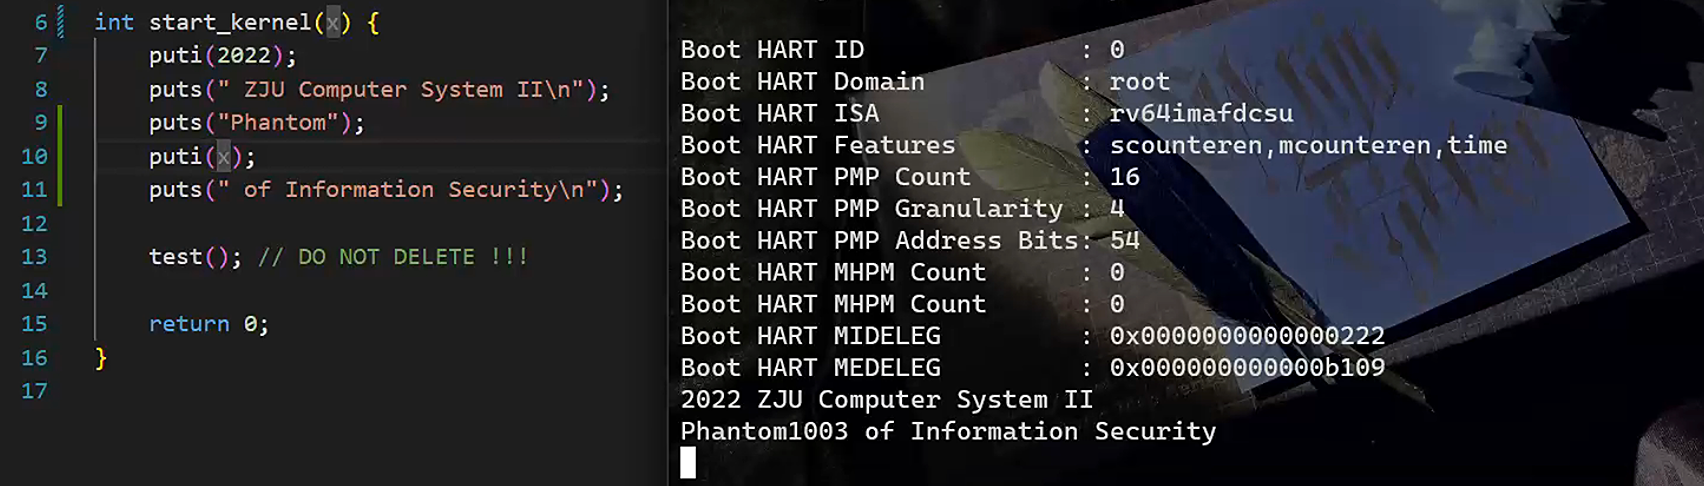 6 int start_kernel(x) {
7 puti(2022);
8 puts(" ZJU Computer System II\n");
9 puts("Phantom");
10 puti(x);
11 puts(" of Information Security\n");
12
13 test(); // DO NOT DELETE !!!
14
15 return 0;
16 }
17
Boot HART ID : 0
Boot HART Domain : root
Boot HART ISA : rv64imafdcsu
Boot HART Features : scounteren,mcounteren,time
Boot HART PMP Count : 16
Boot HART PMP Granularity : 4
Boot HART PMP Address Bits: 54
Boot HART MHPM Count : 0
Boot HART MHPM Count : 0
Boot HART MIDELEG : 0x0000000000000222
Boot HART MEDELEG : 0x000000000000b109
2022 ZJU Computer System II
Phantom1003 of Information Security